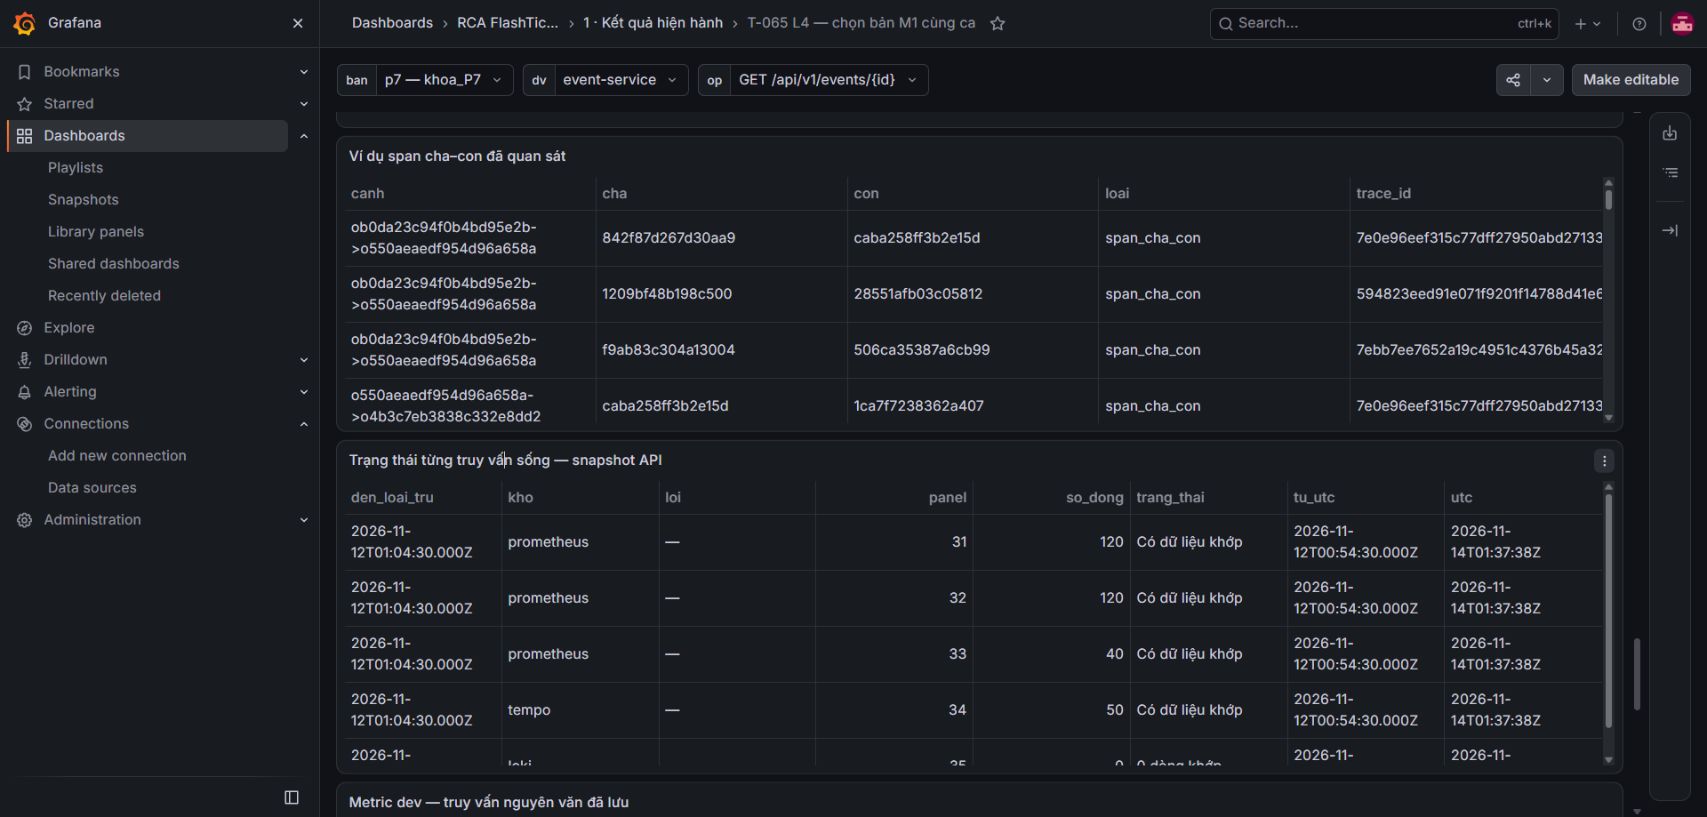 Grafana
Dashboards › RCA FlashTic... › 1 · Kết quả hiện hành › T-065 L4 — chọn bản M1 cùng ca
Search... ctrl+k
Bookmarks
Starred
Dashboards
Playlists
Snapshots
Library panels
Shared dashboards
Recently deleted
Explore
Drilldown
Alerting
Connections
Add new connection
Data sources
Administration
ban p7 — khoa_P7 dv event-service op GET /api/v1/events/{id}
Make editable
Ví dụ span cha–con đã quan sát
canh cha con loai trace_id
ob0da23c94f0b4bd95e2b-
>o550aeaedf954d96a658a 842f87d267d30aa9 caba258ff3b2e15d span_cha_con 7e0e96eef315c77dff27950abd27133
ob0da23c94f0b4bd95e2b-
>o550aeaedf954d96a658a 1209bf48b198c500 28551afb03c05812 span_cha_con 594823eed91e071f9201f14788d41e6
ob0da23c94f0b4bd95e2b-
>o550aeaedf954d96a658a f9ab83c304a13004 506ca35387a6cb99 span_cha_con 7ebb7ee7652a19c4951c4376b45a32
o550aeaedf954d96a658a-
>o4b3c7eb3838c332e8dd2 caba258ff3b2e15d 1ca7f7238362a407 span_cha_con 7e0e96eef315c77dff27950abd27133
Trạng thái từng truy vấn sống — snapshot API
den_loai_tru kho loi panel so_dong trang_thai tu_utc utc
2026-11-
12T01:04:30.000Z prometheus — 31 120 Có dữ liệu khớp 2026-11-
12T00:54:30.000Z 2026-11-
14T01:37:38Z
2026-11-
12T01:04:30.000Z prometheus — 32 120 Có dữ liệu khớp 2026-11-
12T00:54:30.000Z 2026-11-
14T01:37:38Z
2026-11-
12T01:04:30.000Z prometheus — 33 40 Có dữ liệu khớp 2026-11-
12T00:54:30.000Z 2026-11-
14T01:37:38Z
2026-11-
12T01:04:30.000Z tempo — 34 50 Có dữ liệu khớp 2026-11-
12T00:54:30.000Z 2026-11-
14T01:37:38Z
2026-11- loki 35 0 0 dòng khớp 2026-11- 2026-11-
Metric dev — truy vấn nguyên văn đã lưu